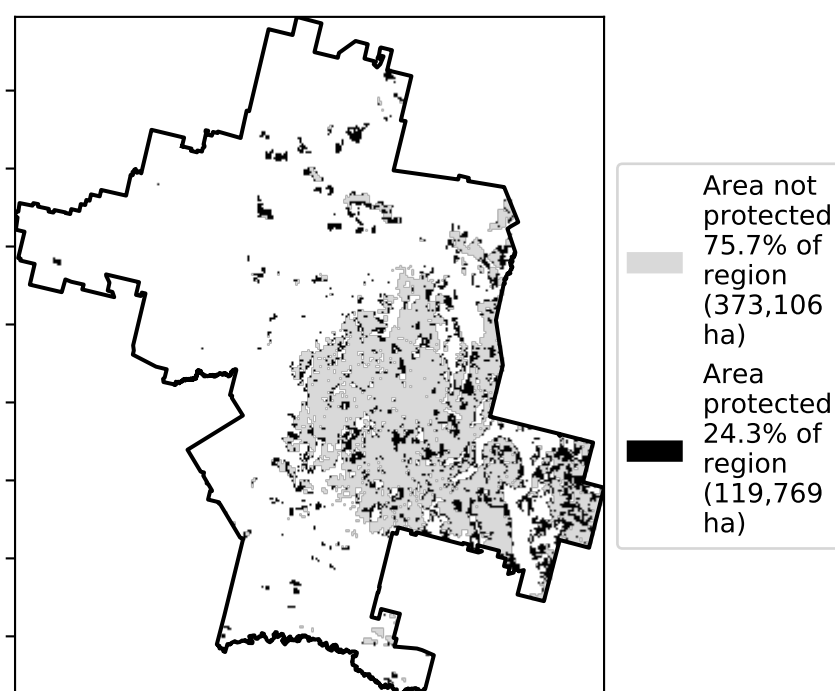 Area not
protected
75.7% of
region
(373,106
ha)
Area
protected
24.3% of
region
(119,769
ha)